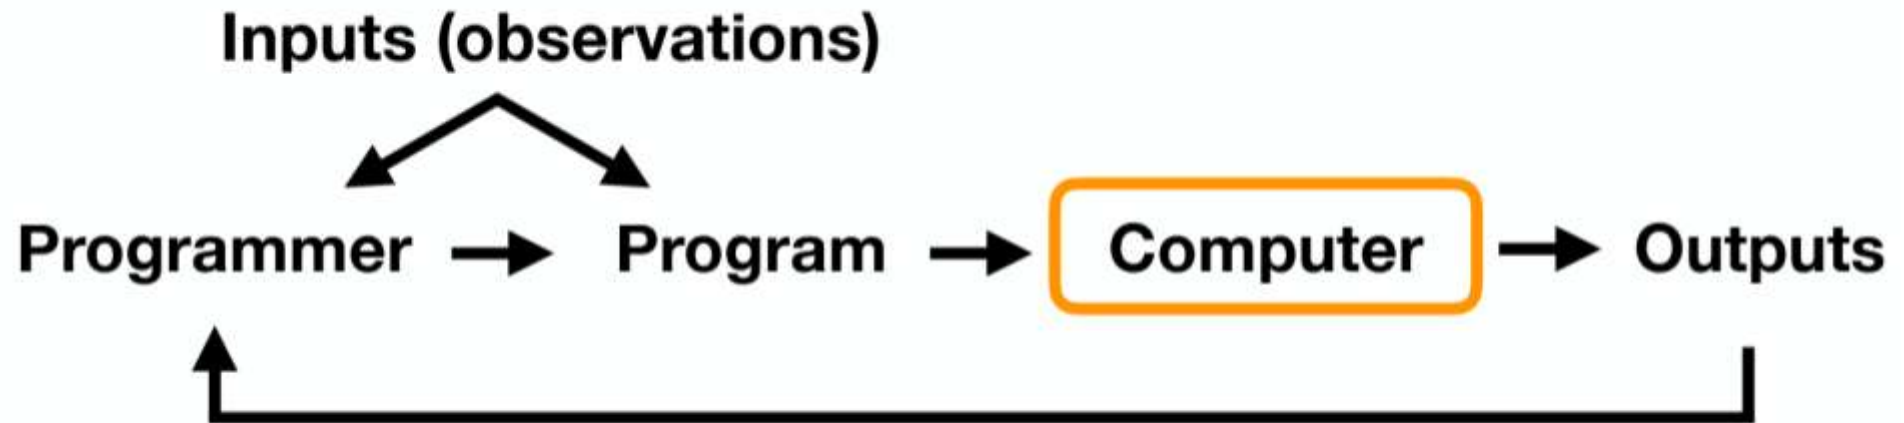 Inputs (observations)
Programmer
Program
Computer
Outputs